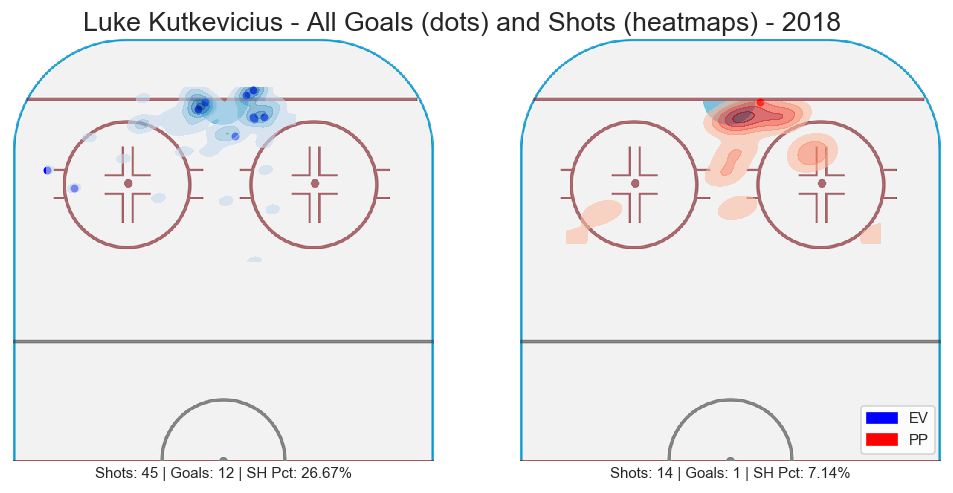 Luke Kutkevicius - All Goals (dots) and Shots (heatmaps) - 2018
EV
PP
Shots: 45 | Goals: 12 | SH Pct: 26.67%
Shots: 14 | Goals: 1 | SH Pct: 7.14%